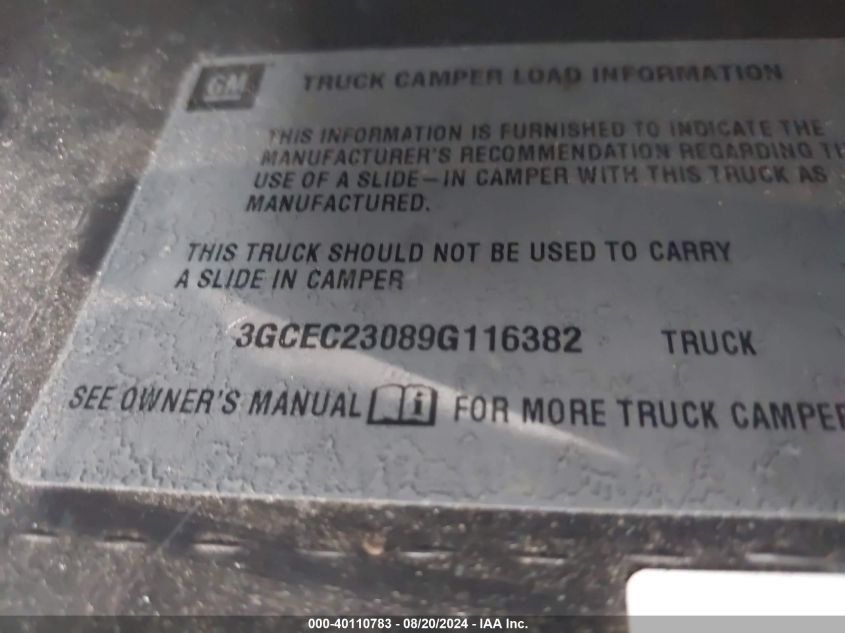 GM TRUCK CAMPER LOAD INFORMATION
THIS INFORMATION IS FURNISHED TO INDICATE THE
MANUFACTURER'S RECOMMENDATION REGARDING TH
USE OF A SLIDE-IN CAMPER WITH THIS TRUCK AS
MANUFACTURED.
THIS TRUCK SHOULD NOT BE USED TO CARRY
A SLIDE IN CAMPER
3GCEC23089G116382 TRUCK
SEE OWNER'S MANUAL i FOR MORE TRUCK CAMPER
000-40110783 - 08/20/2024 - IAA Inc.